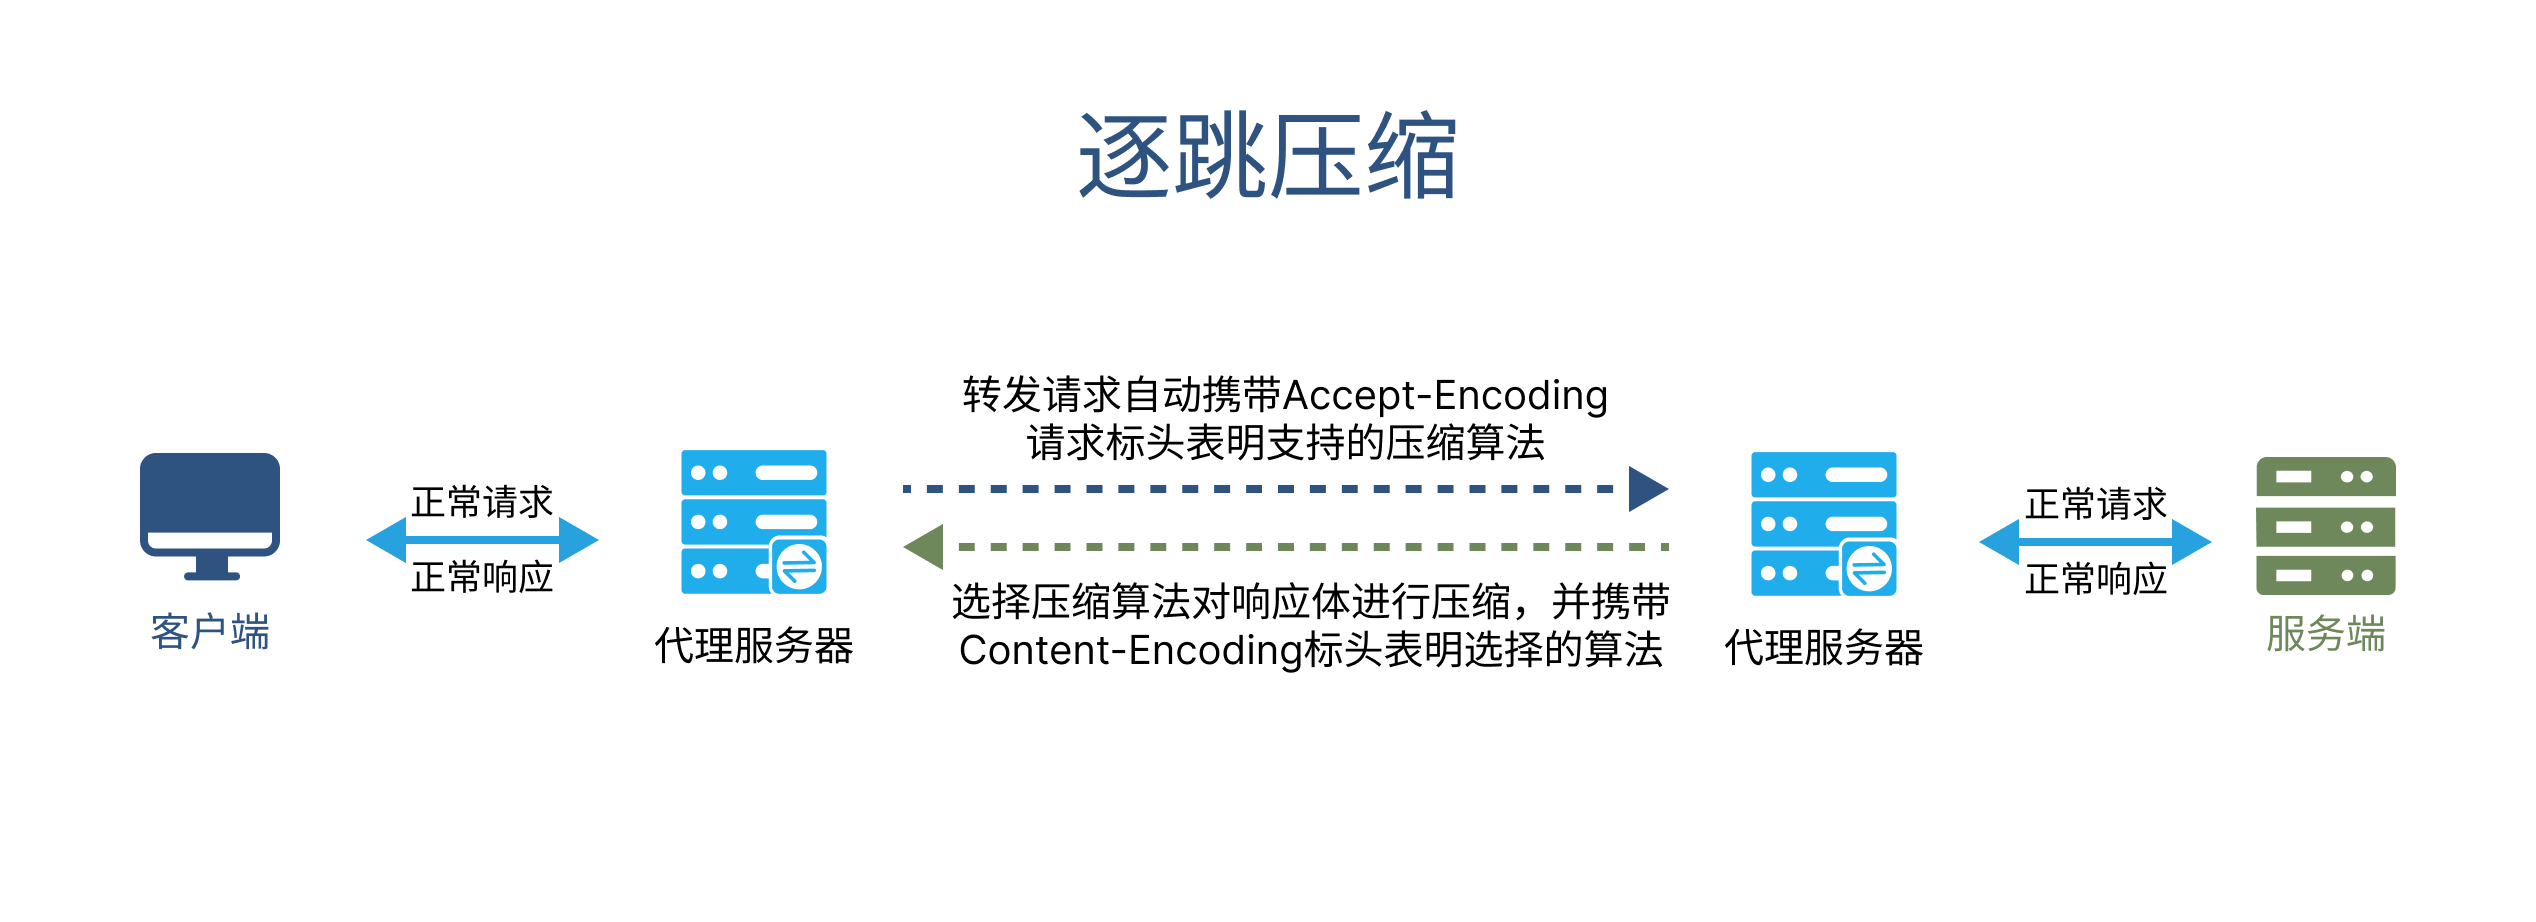 逐跳压缩
转发请求自动携带Accept-Encoding
请求标头表明支持的压缩算法
正常请求
正常响应
客户端
代理服务器
选择压缩算法对响应体进行压缩，并携带
Content-Encoding标头表明选择的算法
代理服务器
正常请求
正常响应
服务端